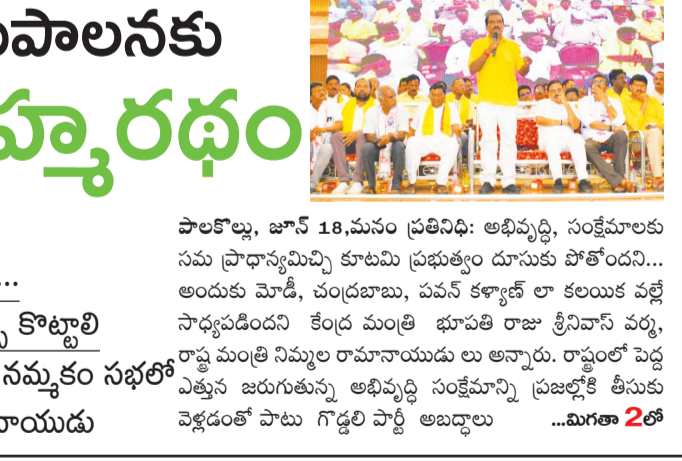 పాలనకు
హ్మరథం
...
కొట్టాలి
నమ్మకం సభలో
నాయుడు
పాలకొల్లు, జూన్ 18,మనం ప్రతినిధి: అభివృద్ధి, సంక్షేమాలకు
సమ ప్రాధాన్యమిచ్చి కూటమి ప్రభుత్వం దూసుకు పోతోందని...
అందుకు మోడీ, చంద్రబాబు, పవన్ కళ్యాణ్ లా కలయిక వల్లే
సాధ్యపడిందని కేంద్ర మంత్రి భూపతి రాజు శ్రీనివాస్ వర్మ,
రాష్ట్ర మంత్రి నిమ్మల రామానాయుడు లు అన్నారు. రాష్ట్రంలో పెద్ద
ఎత్తున జరుగుతున్న అభివృద్ధి సంక్షేమాన్ని ప్రజల్లోకి తీసుకు
వెళ్లడంతో పాటు గొడ్డలి పార్టీ అబద్ధాలు ...మిగతా 2లో